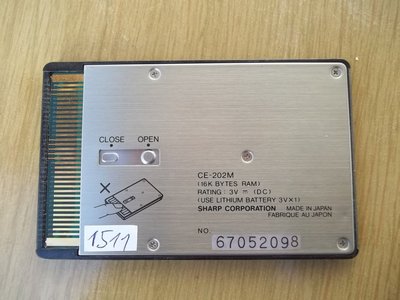 CLOSE OPEN
CE-202M
(16K BYTES RAM)
RATING: 3V ⎓ (DC)
(USE LITHIUM BATTERY 3V×1)
SHARP CORPORATION MADE IN JAPAN
FABRIQUE AU JAPON
NO. 67052098
1511